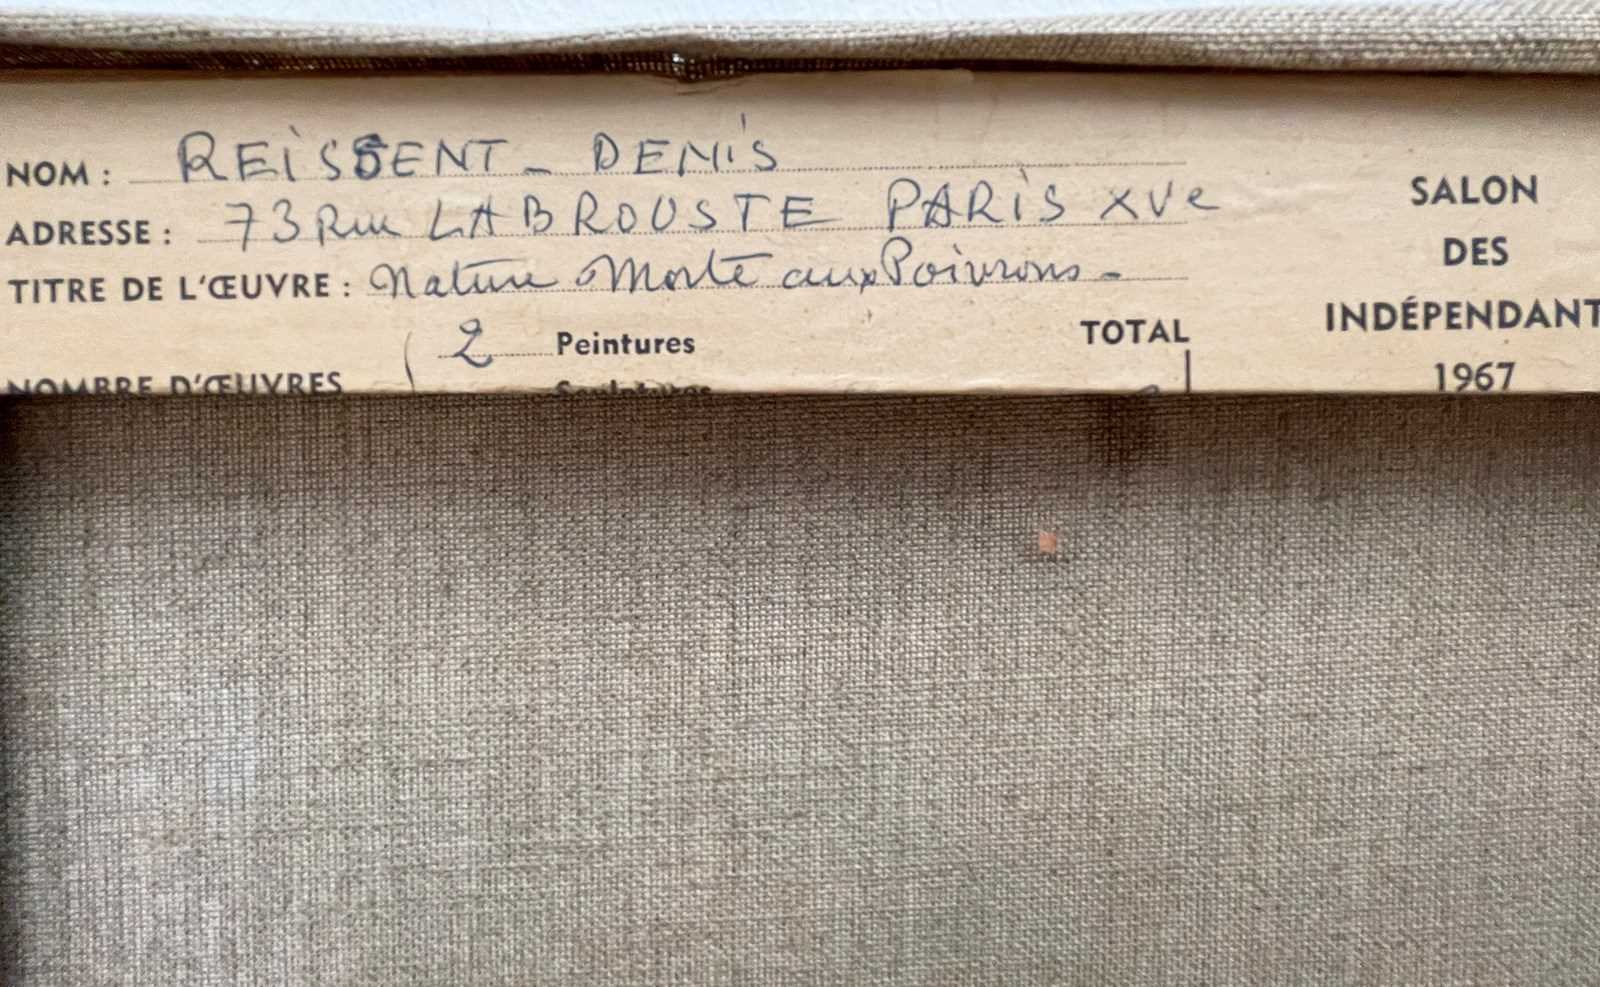 NOM : REISSENT - DENIS
ADRESSE : 73 Rue LABROUSTE PARIS XVe
TITRE DE L'ŒUVRE : Nature Morte aux Poivrons -
2 Peintures
NOMBRE D'ŒUVRES
Sculptures
TOTAL
SALON
DES
INDÉPENDANT
1967